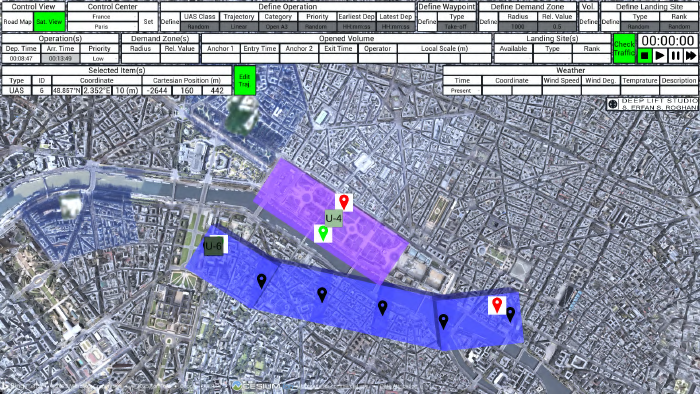 Control View
Control Center
Define Operation
Define Waypoint
Define Demand Zone
Vol.
Define Landing Site
Road Map
Sat. View
France
Paris
Set
Define
UAS Class
Trajectory
Category
Priority
Earliest Dep
Latest Dep
Random
Linear
Open A3
Random
HH:mm:ss
HH:mm:ss
Define
Type
Take-off
Define
Radius
1000
Rel. Value
0.5
Define
Define
Type
Random
Rank
Random
Operation(s)
Demand Zone(s)
Opened Volume
Landing Site(s)
Check Traffic
00:00:00
Dep. Time
Arr. Time
Priority
Radius
Rel. Value
Anchor 1
Entry Time
Anchor 2
Exit Time
Operator
Local Scale (m)
Available
Type
Rank
00:08:47
00:13:49
Low
Selected Item(s)
Edit Traj.
Weather
Type
ID
Coordinate
Cartesian Position (m)
Time
Coordinate
Wind Speed
Wind Deg.
Temprature
Description
UAS
6
48.857°N
2.352°E
10 (m)
-2644
160
442
Present
DEEP LIFT STUDIO
S. ERFAN S. ROGHANI
U-4
U-6